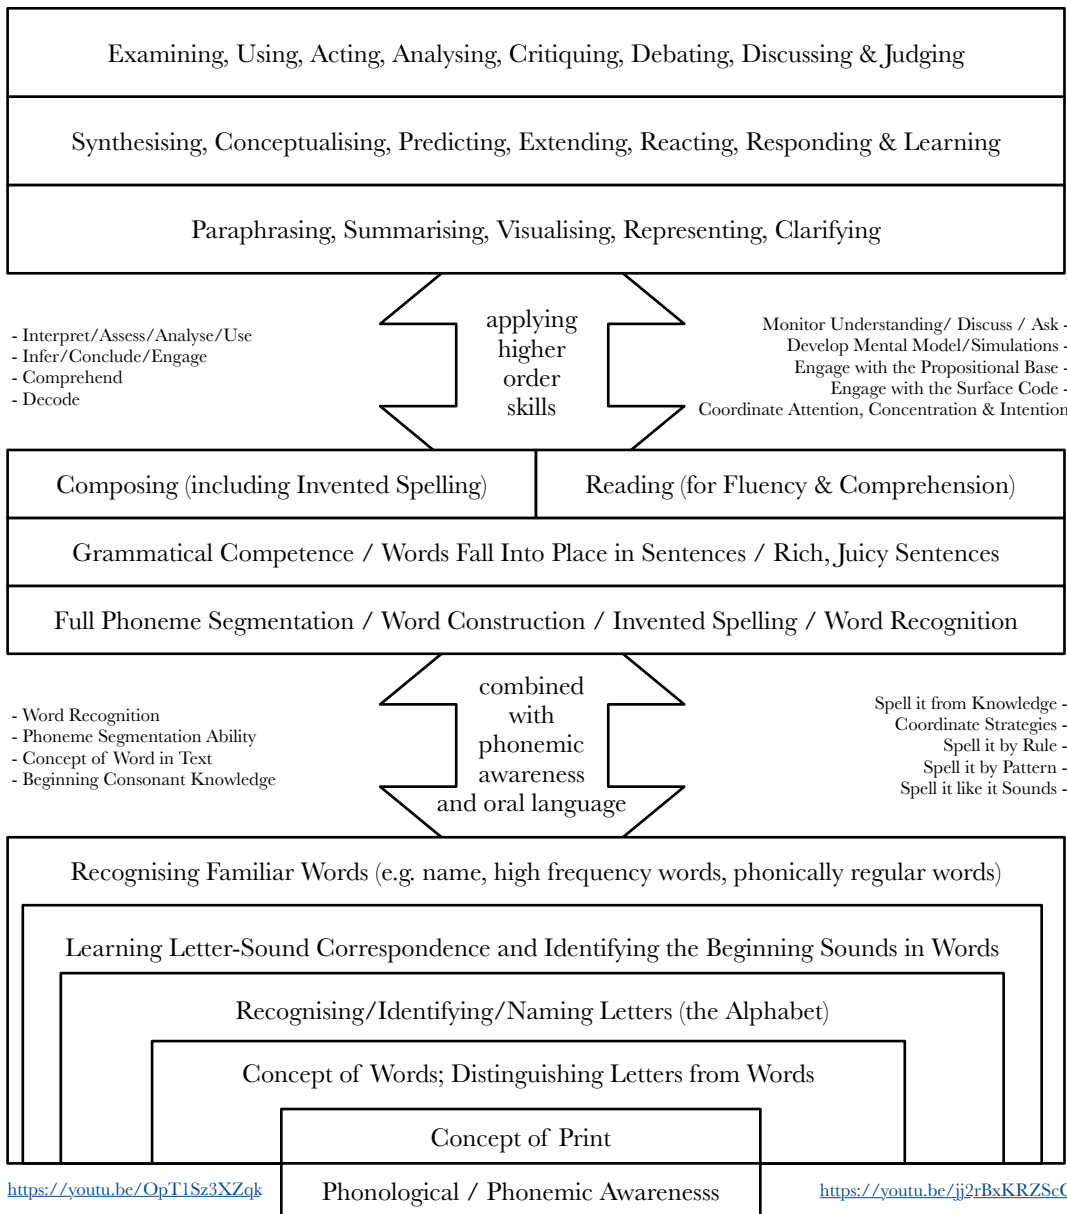 Examining, Using, Acting, Analysing, Critiquing, Debating, Discussing & Judging
Synthesising, Conceptualising, Predicting, Extending, Reacting, Responding & Learning
Paraphrasing, Summarising, Visualising, Representing, Clarifying
- Interpret/Assess/Analyse/Use
- Infer/Conclude/Engage
- Comprehend
- Decode
applying
higher
order
skills
Monitor Understanding/ Discuss / Ask -
Develop Mental Model/Simulations -
Engage with the Propositional Base -
Engage with the Surface Code -
Coordinate Attention, Concentration & Intention
Composing (including Invented Spelling)
Reading (for Fluency & Comprehension)
Grammatical Competence / Words Fall Into Place in Sentences / Rich, Juicy Sentences
Full Phoneme Segmentation / Word Construction / Invented Spelling / Word Recognition
- Word Recognition
- Phoneme Segmentation Ability
- Concept of Word in Text
- Beginning Consonant Knowledge
combined
with
phonemic
awareness
and oral language
Spell it from Knowledge -
Coordinate Strategies -
Spell it by Rule -
Spell it by Pattern -
Spell it like it Sounds -
Recognising Familiar Words (e.g. name, high frequency words, phonically regular words)
Learning Letter-Sound Correspondence and Identifying the Beginning Sounds in Words
Recognising/Identifying/Naming Letters (the Alphabet)
Concept of Words; Distinguishing Letters from Words
Concept of Print
https://youtu.be/OpT1Sz3XZqk
Phonological / Phonemic Awarenesss
https://youtu.be/jj2rBxKRZScC